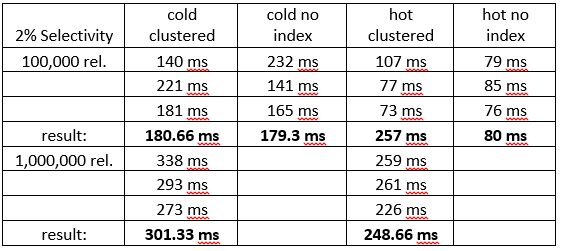 cold cold no hot hot no
2% Selectivity clustered index clustered index
100,000 rel. 140 ms 232 ms 107 ms 79 ms
221 ms 141 ms 77 ms 85 ms
181 ms 165 ms 73 ms 76 ms
result: 180.66 ms 179.3 ms 257 ms 80 ms
1,000,000 rel. 338 ms 259 ms
293 ms 261 ms
273 ms 226 ms
result: 301.33 ms 248.66 ms